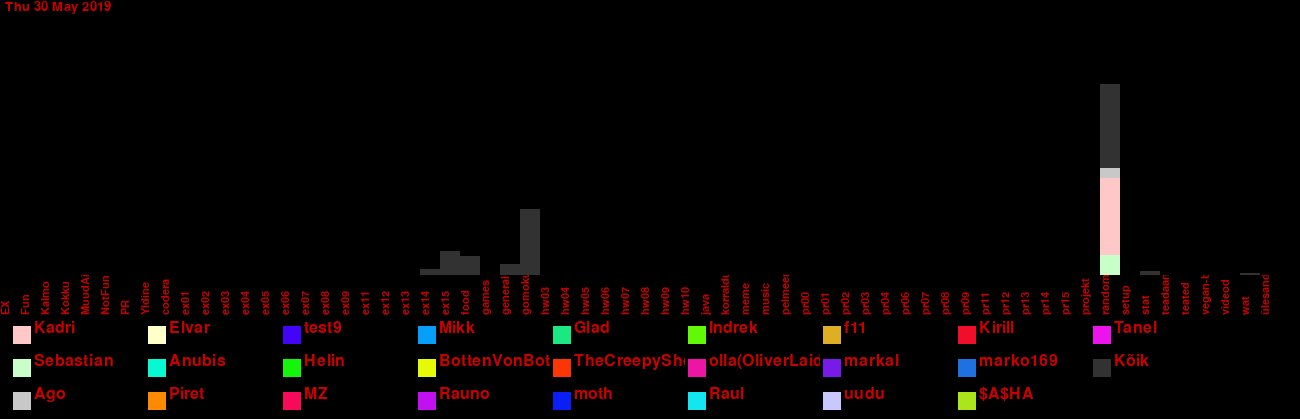 Thu 30 May 2019
EX Fun Kalmo Kokku MuudAi NotFun PR Yldine codera ex01 ex02 ex03 ex04 ex05 ex06 ex07 ex08 ex09 ex11 ex12 ex13 ex14 ex15 food games general gomoku hw03 hw04 hw05 hw06 hw07 hw08 hw09 hw10 java korraldu meme music pelmeen pr00 pr01 pr02 pr03 pr04 pr06 pr07 pr08 pr09 pr11 pr12 pr13 pr14 pr15 projekt random setup stat teadaan teated vegan-t videod wat ülesand
Kadri Elvar test9 Mikk Glad Indrek f11 Kirill Tanel
Sebastian Anubis Helin BottenVonBot TheCreepySh olla(OliverLaid markal marko169 Kõik
Ago Piret MZ Rauno moth Raul uudu $A$HA